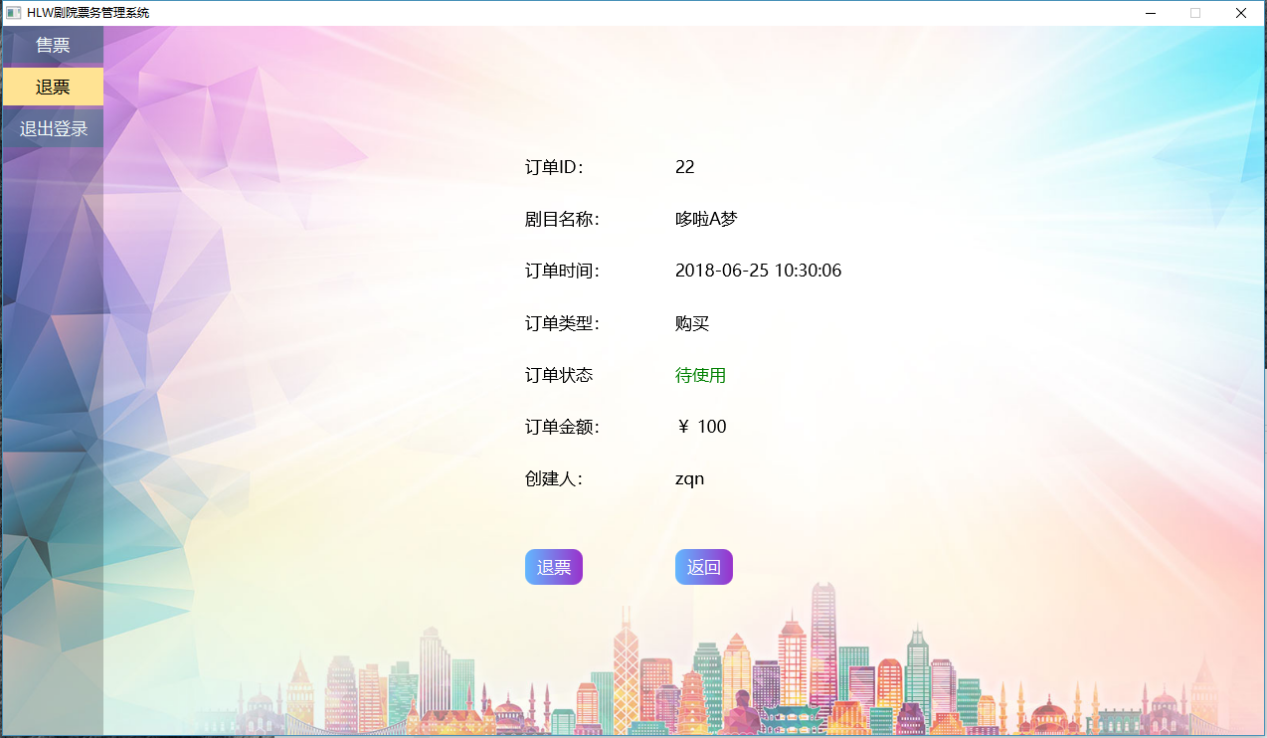 HLW剧院票务管理系统
售票
退票
退出登录
订单ID： 22
剧目名称： 哆啦A梦
订单时间： 2018-06-25 10:30:06
订单类型： 购买
订单状态 待使用
订单金额： ￥ 100
创建人： zqn
退票 返回